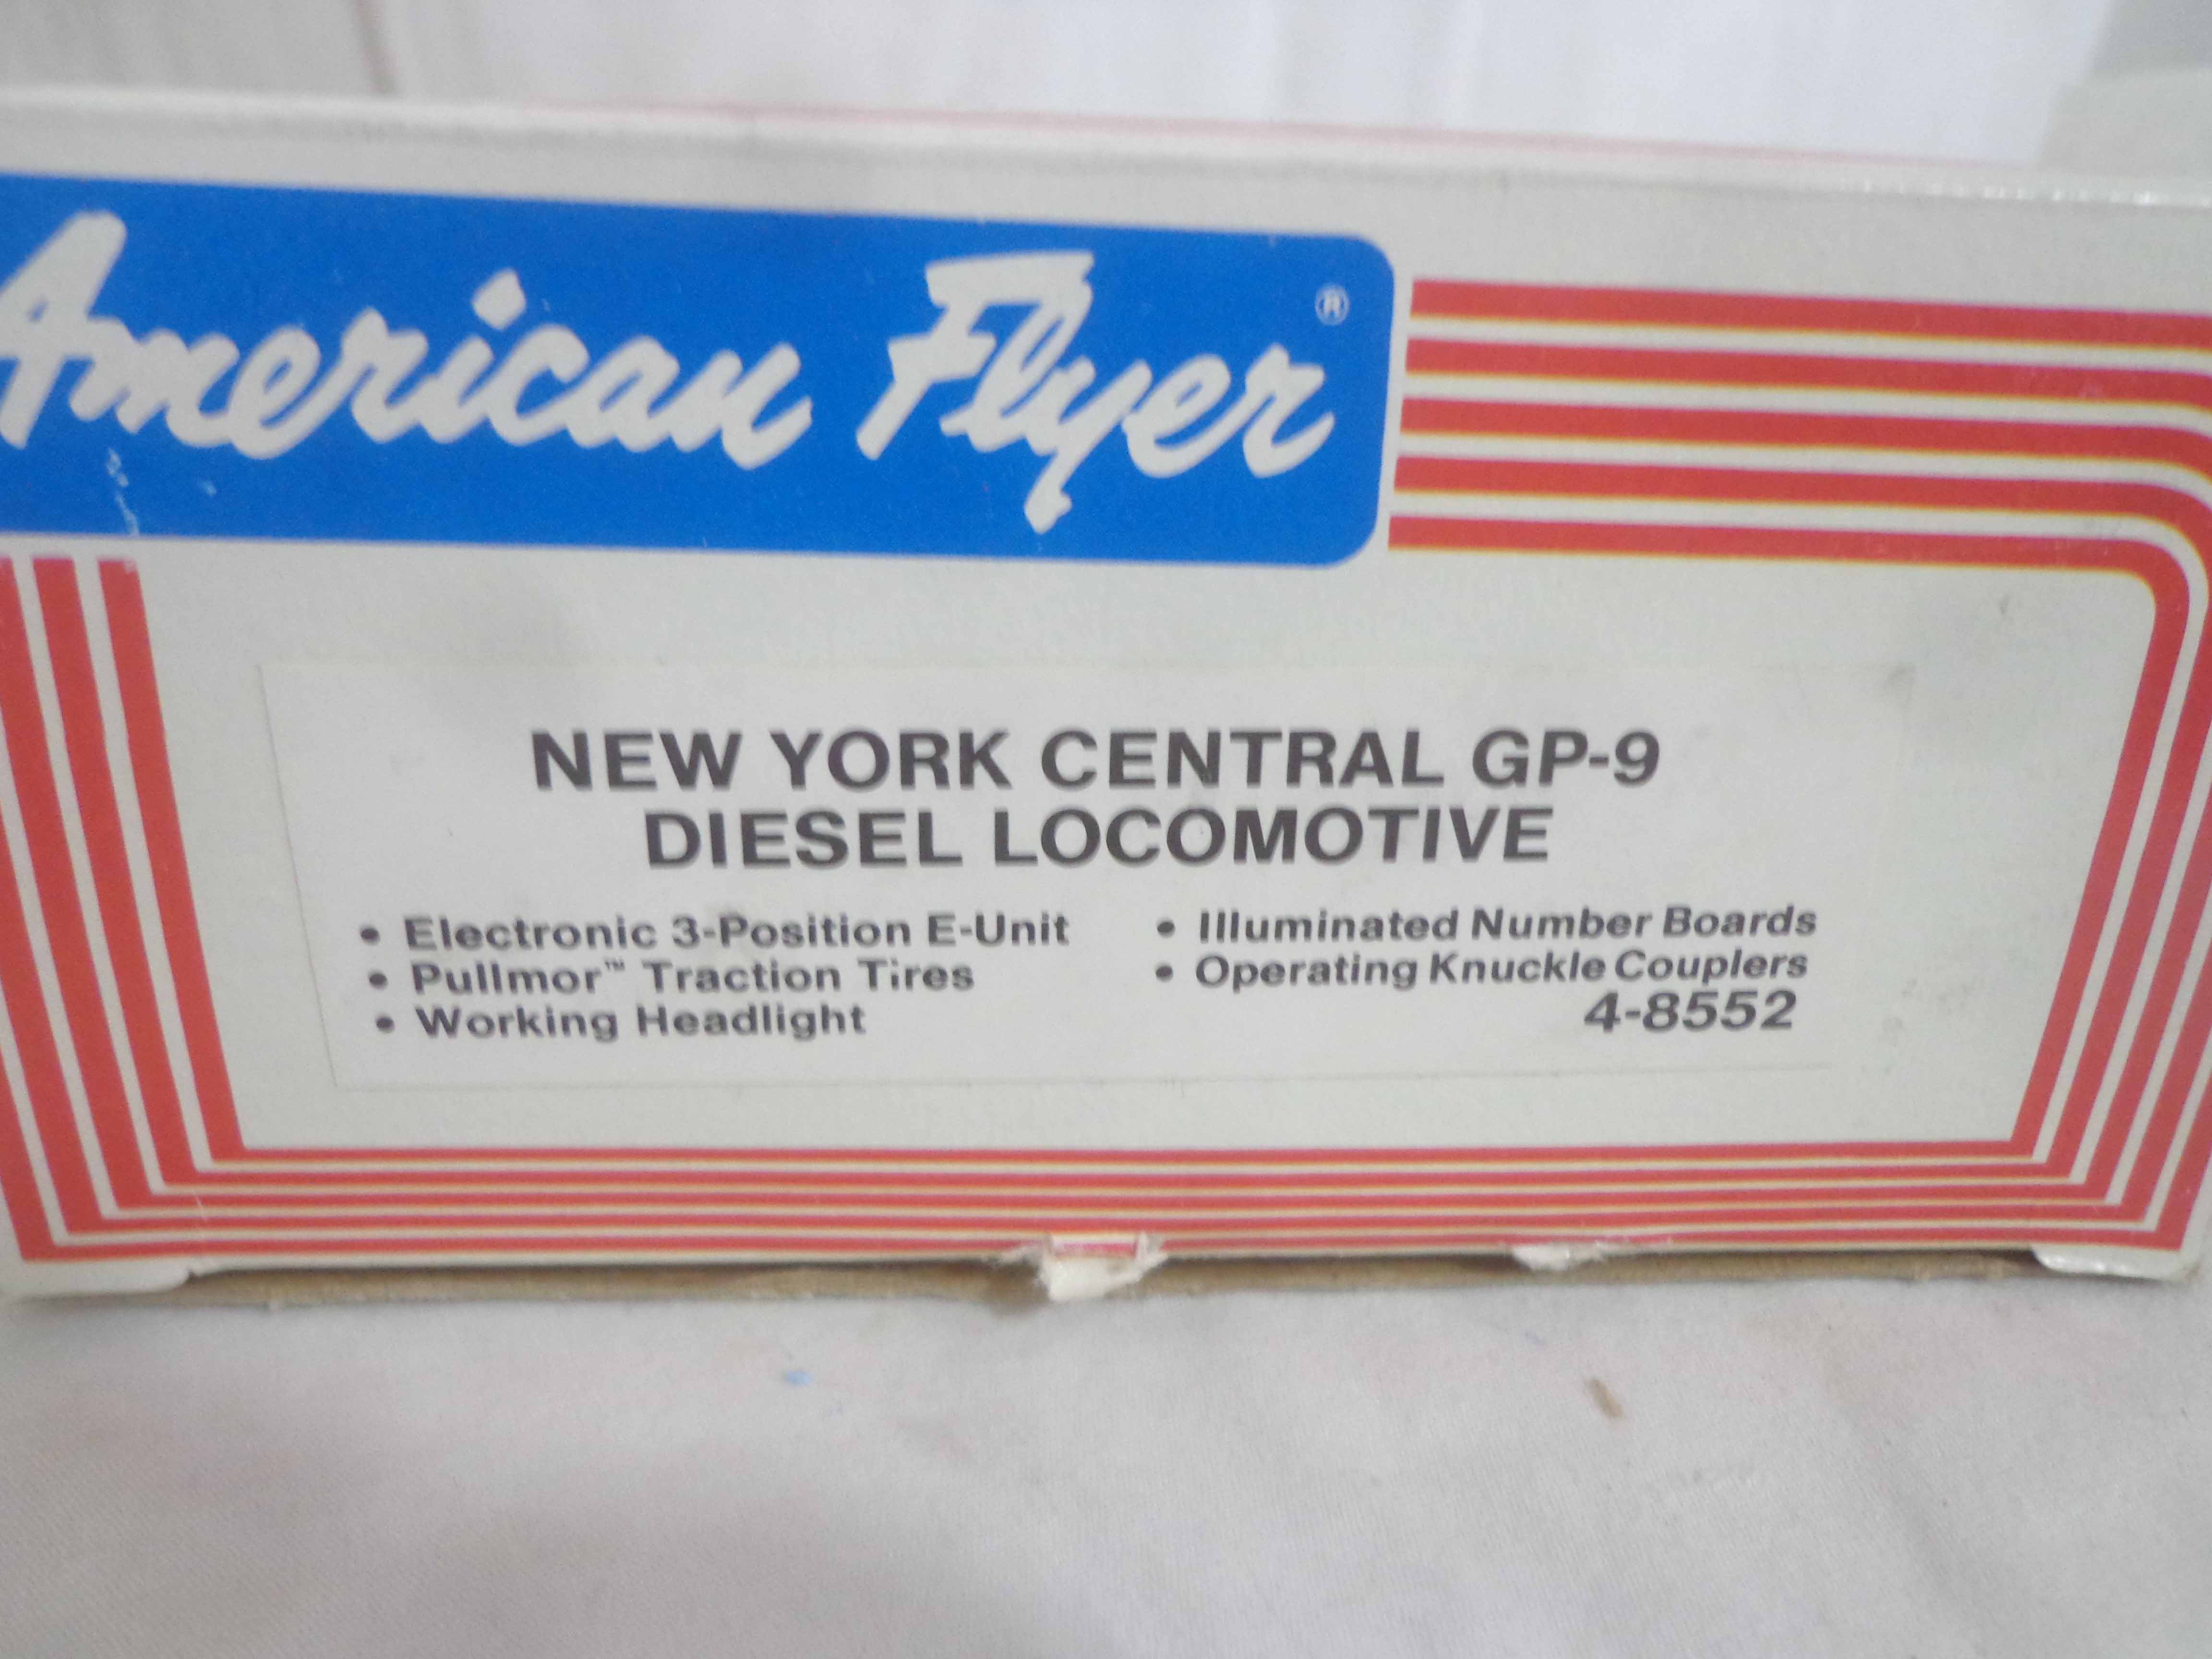 American Flyer ®
NEW YORK CENTRAL GP-9
DIESEL LOCOMOTIVE
• Electronic 3-Position E-Unit
• Pullmor™ Traction Tires
• Working Headlight
• Illuminated Number Boards
• Operating Knuckle Couplers
4-8552